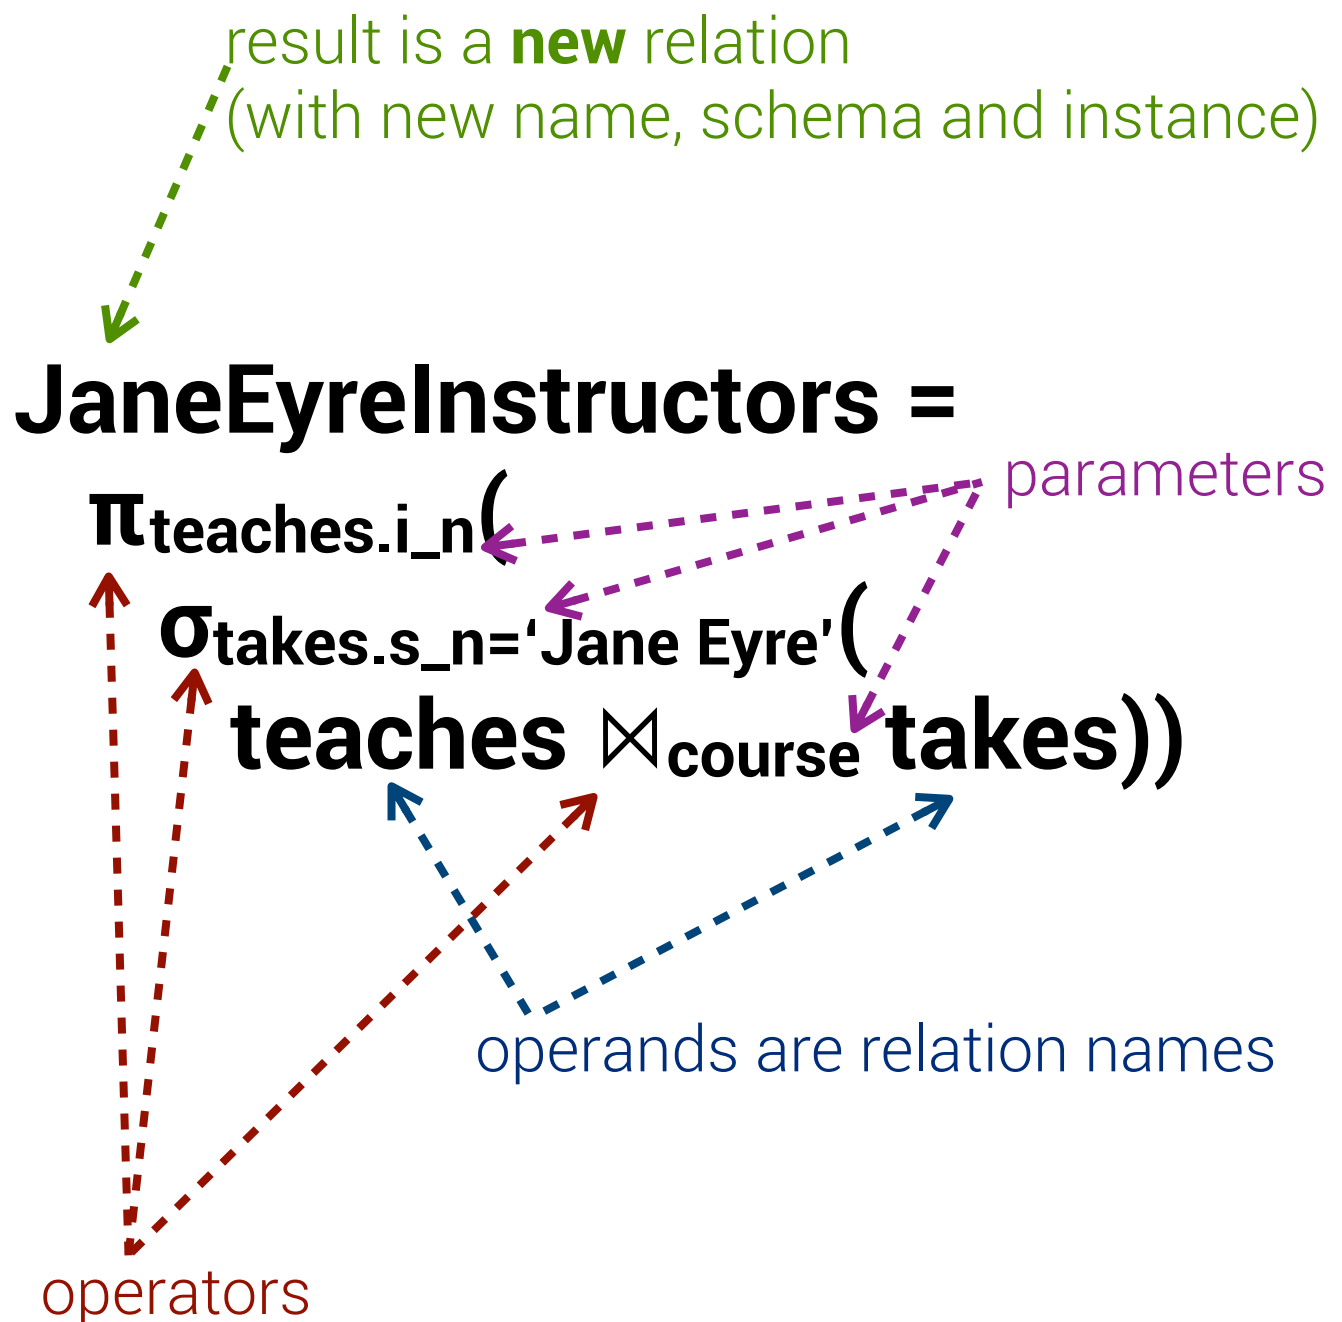 result is a new relation
(with new name, schema and instance)
JaneEyreInstructors =
parameters
πteaches.i_n(
σtakes.s_n=‘Jane Eyre’(
teaches ⋈course takes))
operands are relation names
operators